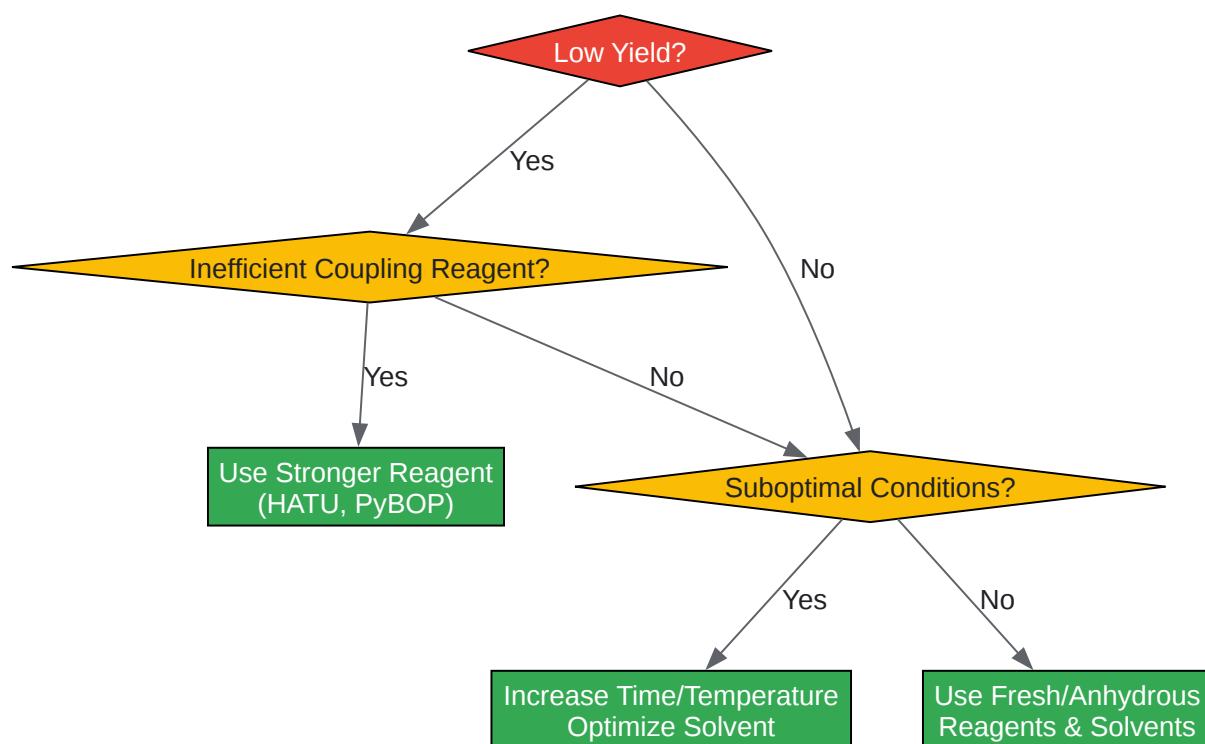 Low Yield?
Yes
No
Inefficient Coupling Reagent?
Yes
No
Use Stronger Reagent
(HATU, PyBOP)
Suboptimal Conditions?
Yes
No
Increase Time/Temperature
Optimize Solvent
Use Fresh/Anhydrous
Reagents & Solvents